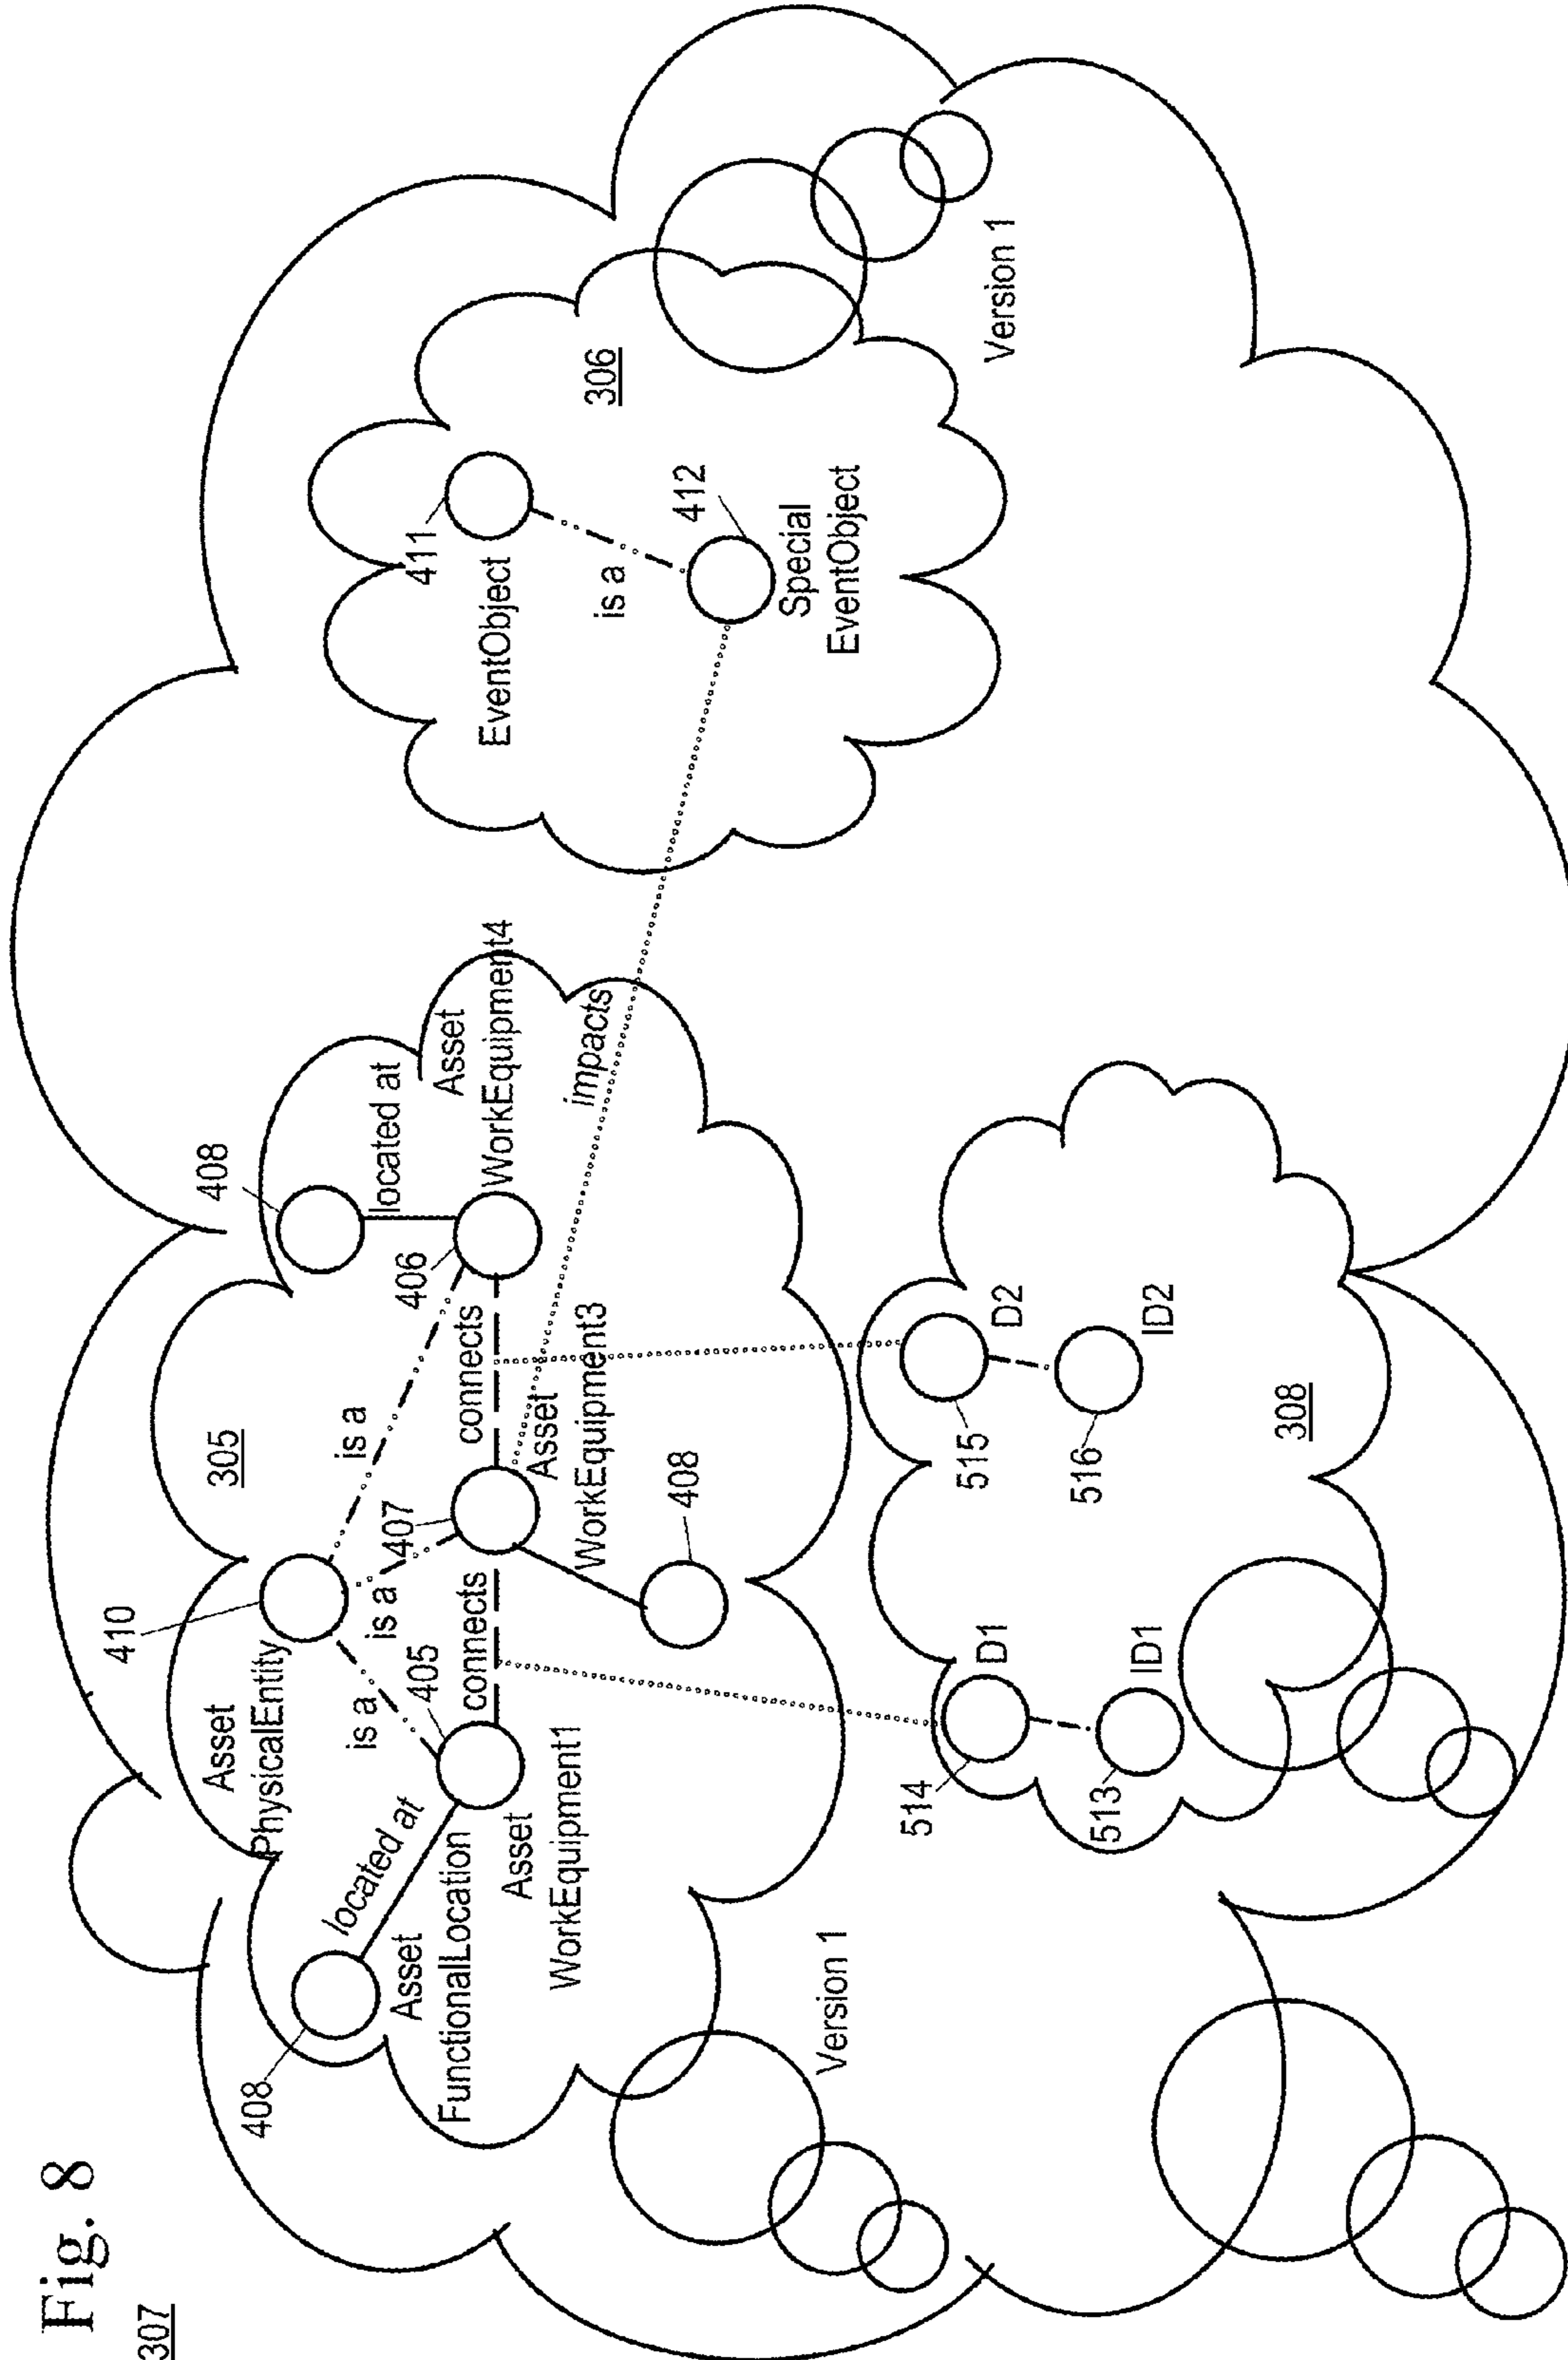 Fig. 8
307
408
located at
Asset
FunctionalLocation
Asset
PhysicalEntity
410
is a
405
Asset
WorkEquipment1
connects
is a
407
305
is a
connects
Asset
WorkEquipment3
408
406
408
located at
Asset
WorkEquipment4
impacts
Version 1
411
EventObject
is a
306
412
Special
EventObject
Version 1
514
D1
513
ID1
515
D2
516
ID2
308